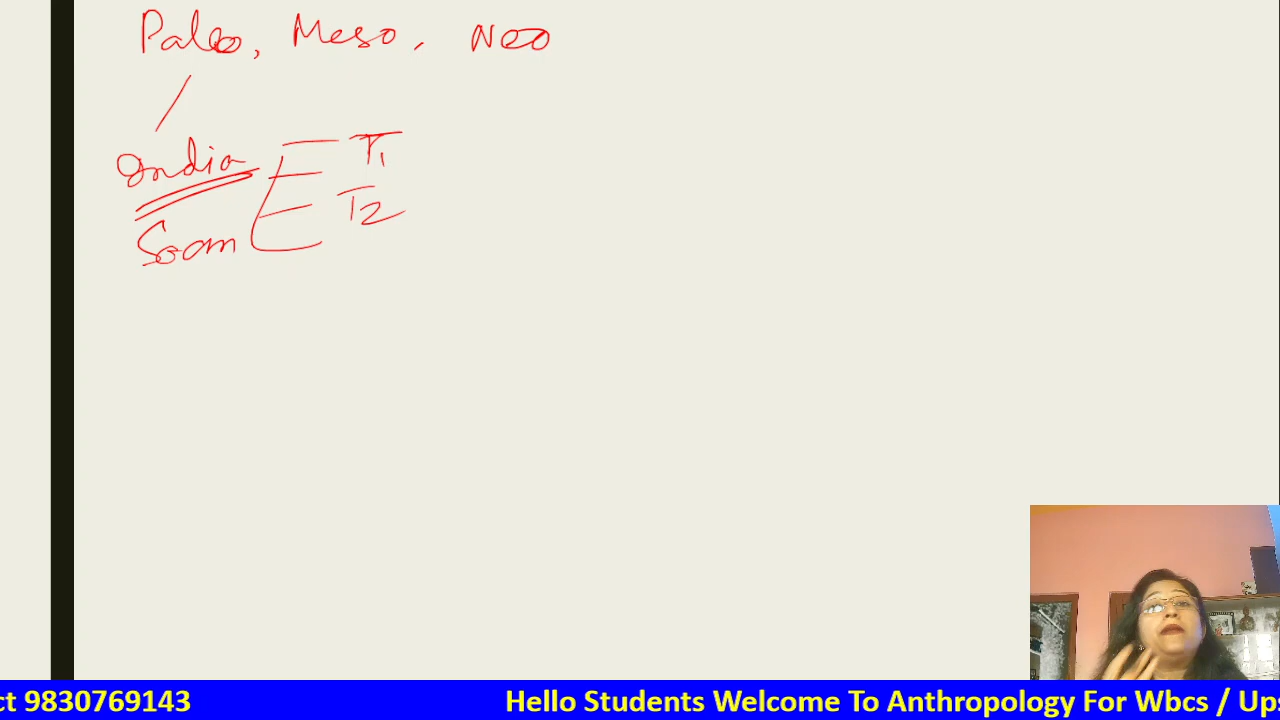 Paleo, Meso, Neo
India
T1
T2
Soan
ct 9830769143 Hello Students Welcome To Anthropology For Wbcs / Ups